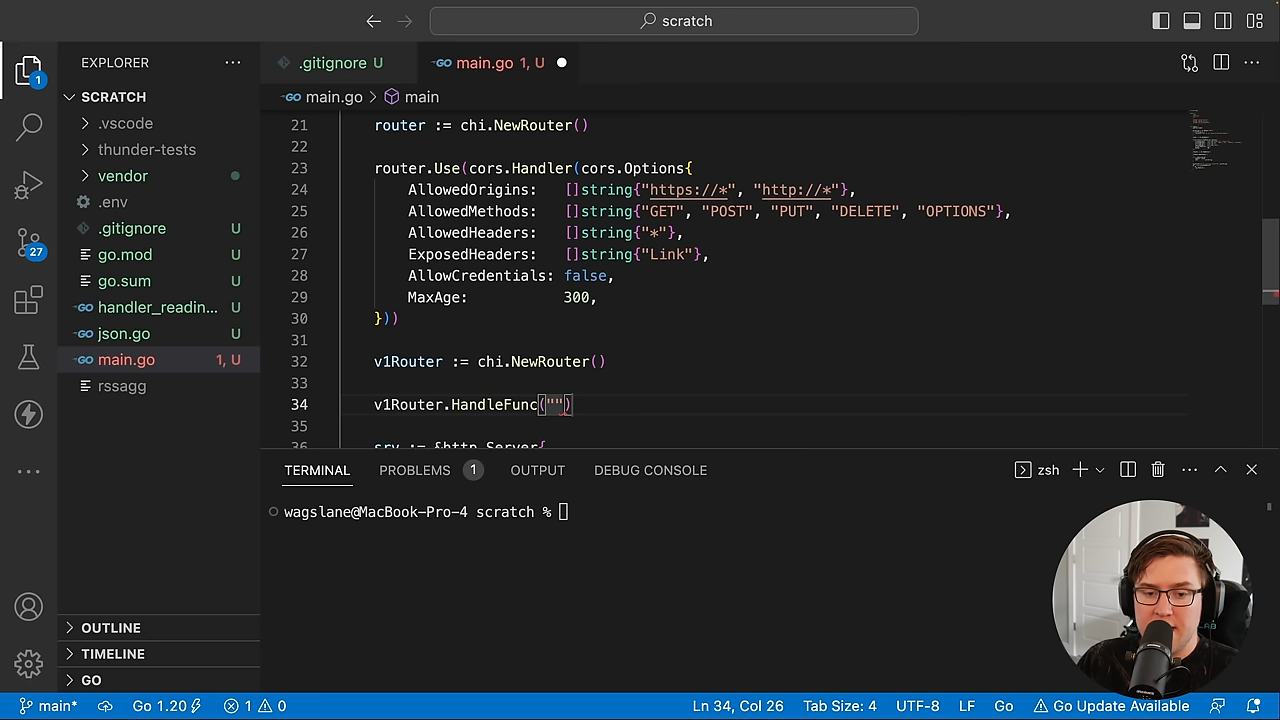 scratch
EXPLORER
SCRATCH
.vscode
thunder-tests
vendor
.env
.gitignore U
go.mod U
go.sum U
handler_readin... U
json.go U
main.go 1, U
rssagg
OUTLINE
TIMELINE
GO
1
27
.gitignore U
main.go 1, U
main.go > main
21 router := chi.NewRouter()
22
23 router.Use(cors.Handler(cors.Options{
24 AllowedOrigins: []string{"https://*", "http://*"},
25 AllowedMethods: []string{"GET", "POST", "PUT", "DELETE", "OPTIONS"},
26 AllowedHeaders: []string{"*"},
27 ExposedHeaders: []string{"Link"},
28 AllowCredentials: false,
29 MaxAge: 300,
30 }))
31
32 v1Router := chi.NewRouter()
33
34 v1Router.HandleFunc("")
35
36 srv := &http.Server{
TERMINAL PROBLEMS 1 OUTPUT DEBUG CONSOLE zsh
wagslane@MacBook-Pro-4 scratch %
main* Go 1.20 1 0 Ln 34, Col 26 Tab Size: 4 UTF-8 LF Go Go Update Available